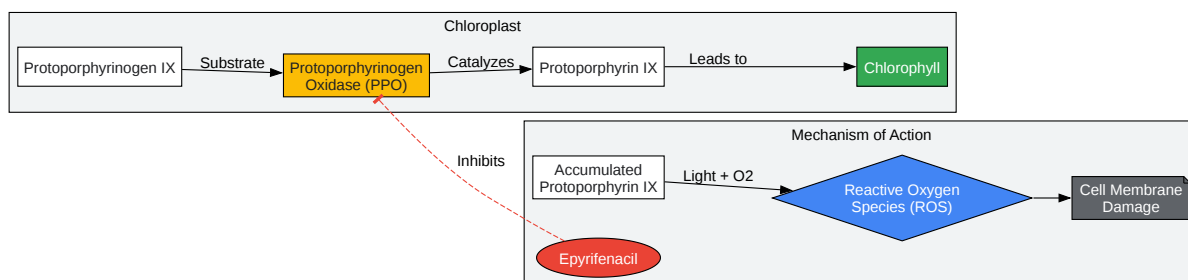 Chloroplast
Protoporphyrinogen IX
Substrate
Protoporphyrinogen
Oxidase (PPO)
Catalyzes
Protoporphyrin IX
Leads to
Chlorophyll
Inhibits
Mechanism of Action
Accumulated
Protoporphyrin IX
Light + O2
Reactive Oxygen
Species (ROS)
Cell Membrane
Damage
Epyrifenacil